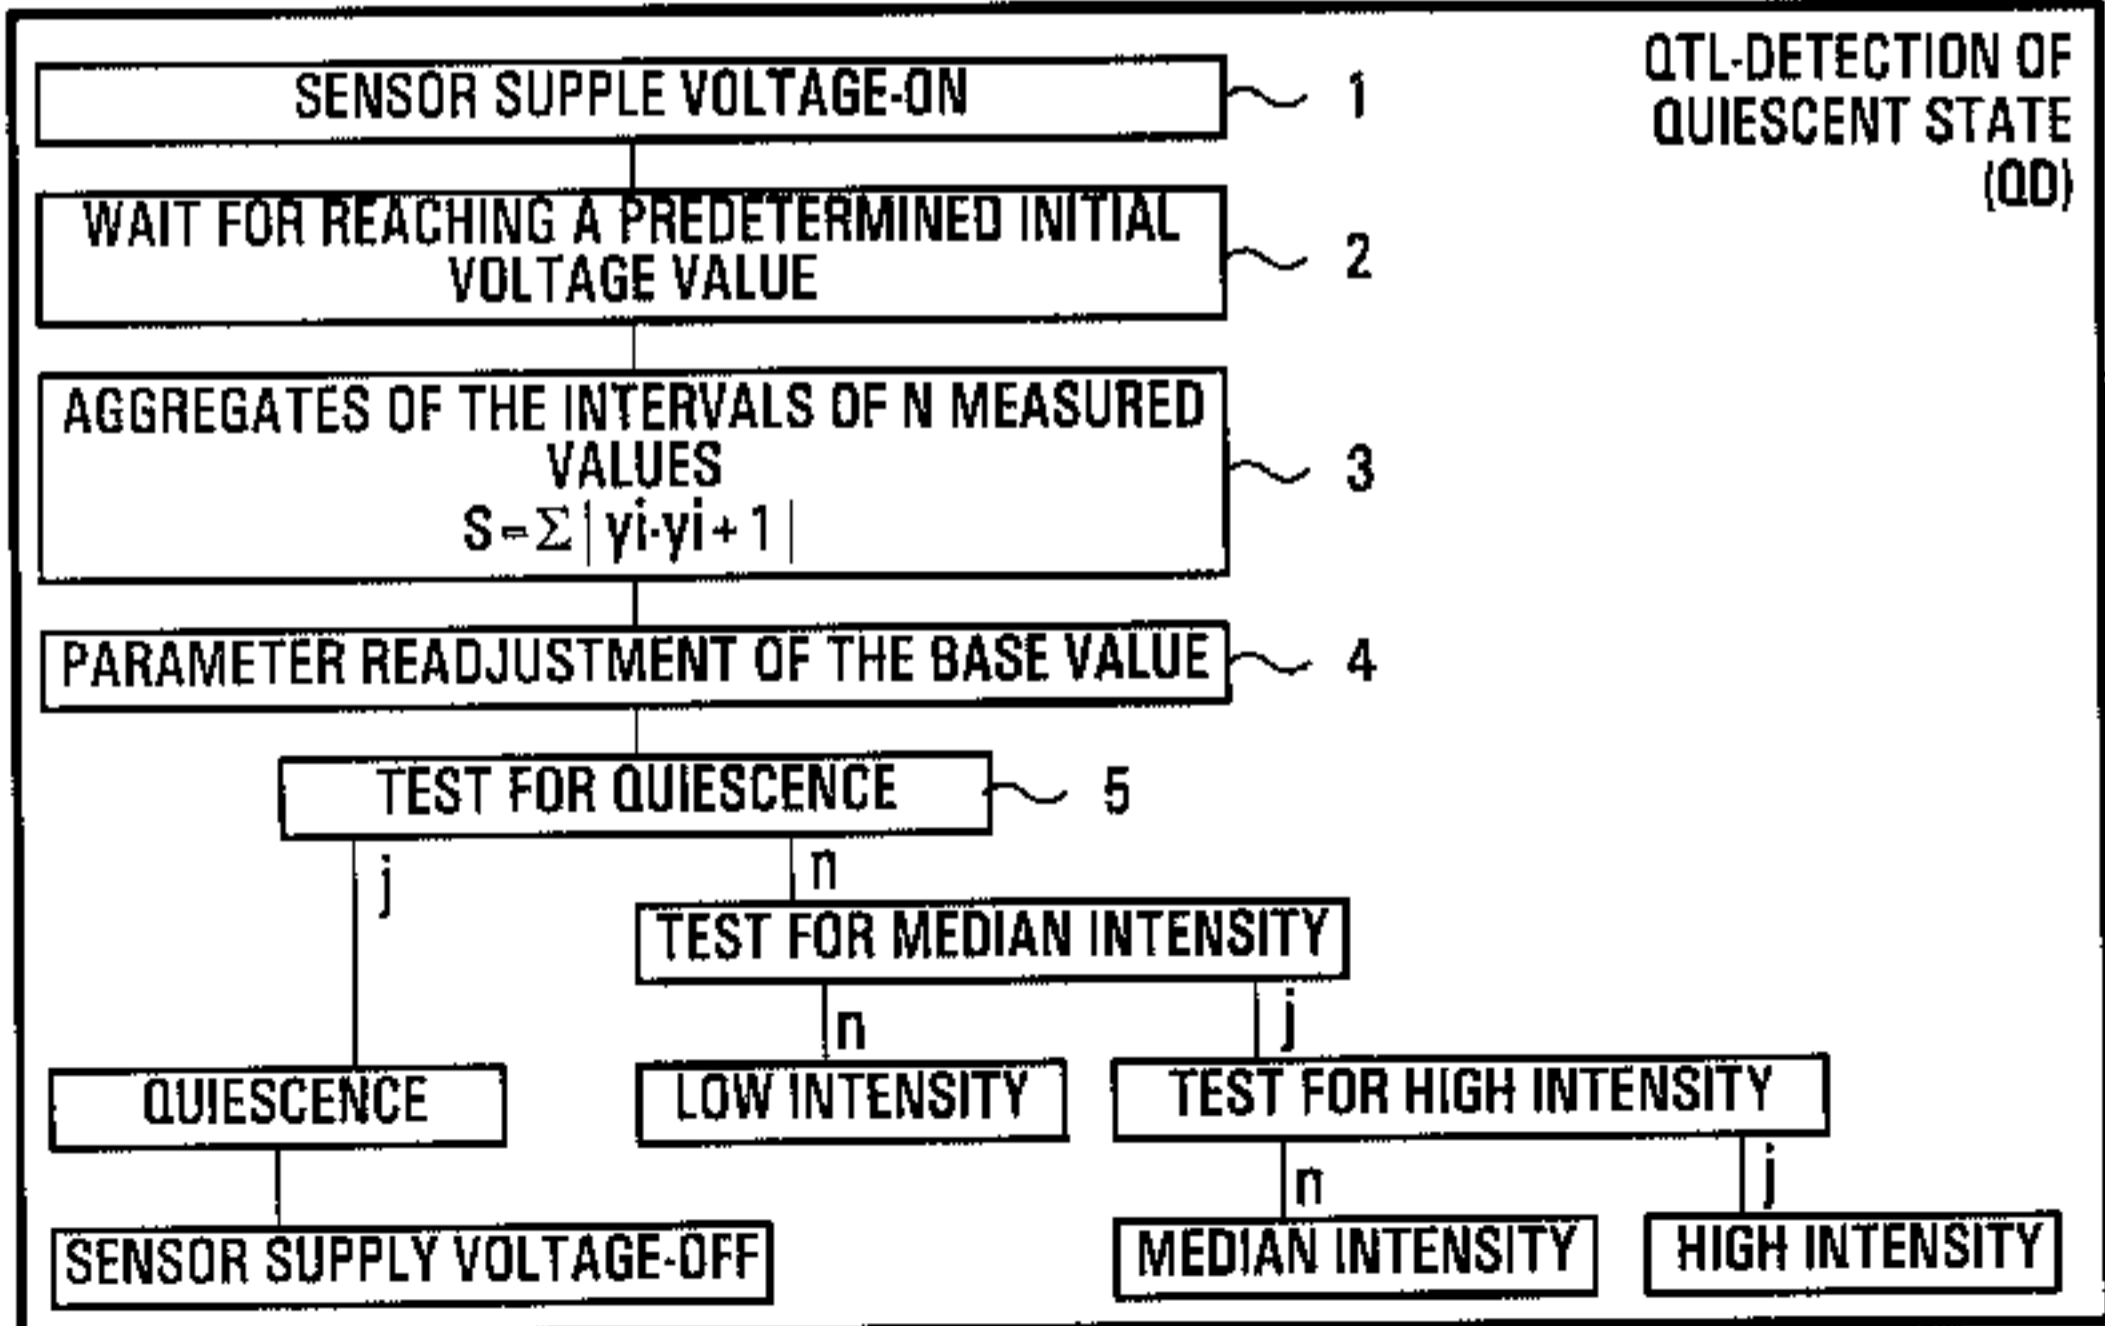 QTL-DETECTION OF
QUIESCENT STATE
(QD)
SENSOR SUPPLE VOLTAGE-ON
1
WAIT FOR REACHING A PREDETERMINED INITIAL
VOLTAGE VALUE
2
AGGREGATES OF THE INTERVALS OF N MEASURED
VALUES
S=Σ|yi-yi+1|
3
PARAMETER READJUSTMENT OF THE BASE VALUE
4
TEST FOR QUIESCENCE
5
j
n
TEST FOR MEDIAN INTENSITY
n
j
QUIESCENCE
LOW INTENSITY
TEST FOR HIGH INTENSITY
n
j
SENSOR SUPPLY VOLTAGE-OFF
MEDIAN INTENSITY
HIGH INTENSITY